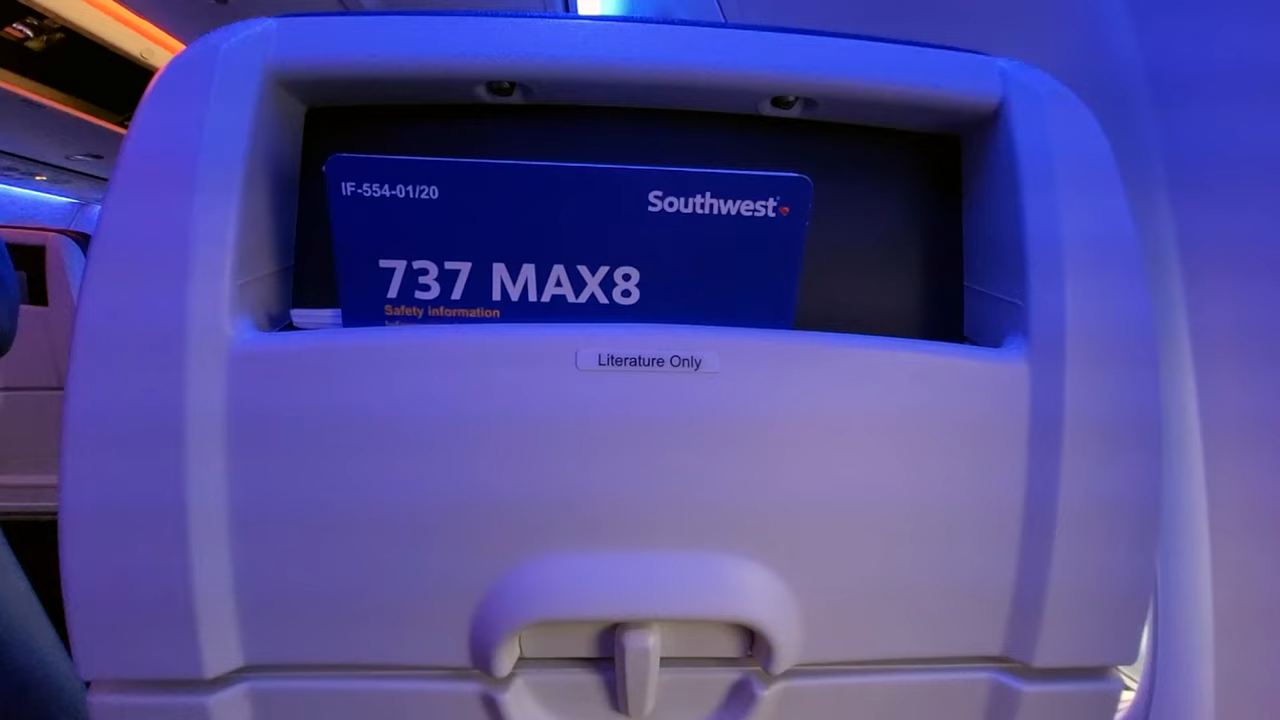 IF-554-01/20
Southwest
737 MAX8
Safety information
Literature Only